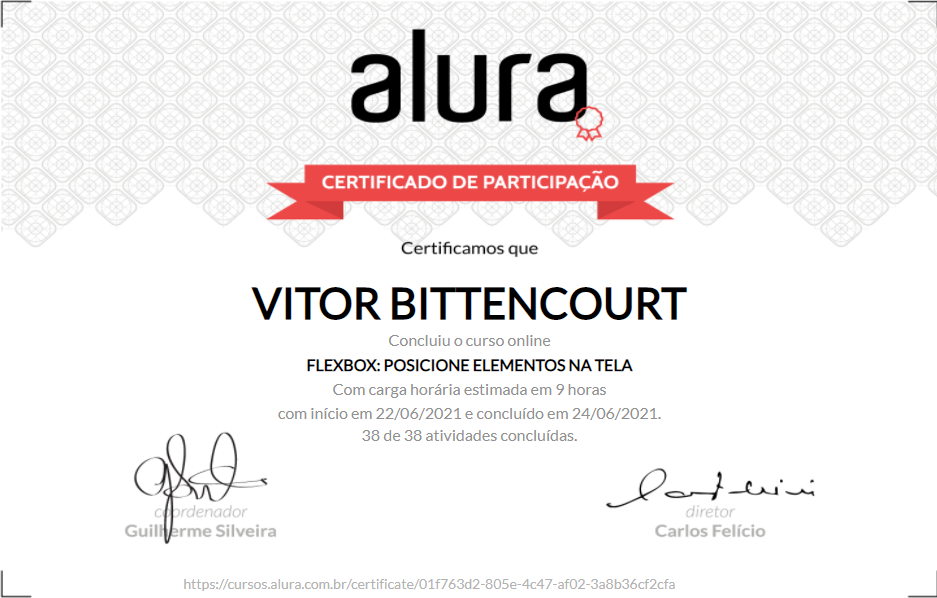 alura
CERTIFICADO DE PARTICIPAÇÃO
Certificamos que
VITOR BITTENCOURT
Concluiu o curso online
FLEXBOX: POSICIONE ELEMENTOS NA TELA
Com carga horária estimada em 9 horas
com início em 22/06/2021 e concluído em 24/06/2021.
38 de 38 atividades concluídas.
coordenador
Guilherme Silveira
diretor
Carlos Felício
https://cursos.alura.com.br/certificate/01f763d2-805e-4c47-af02-3a8b36cf2cfa